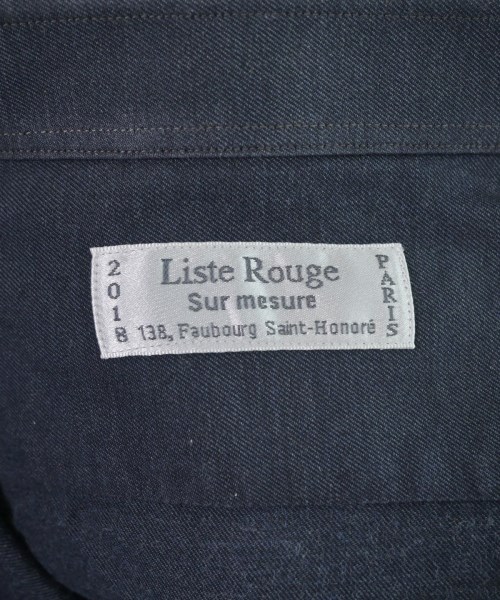 2018
Liste Rouge
Sur mesure
138, Faubourg Saint-Honoré
PARIS